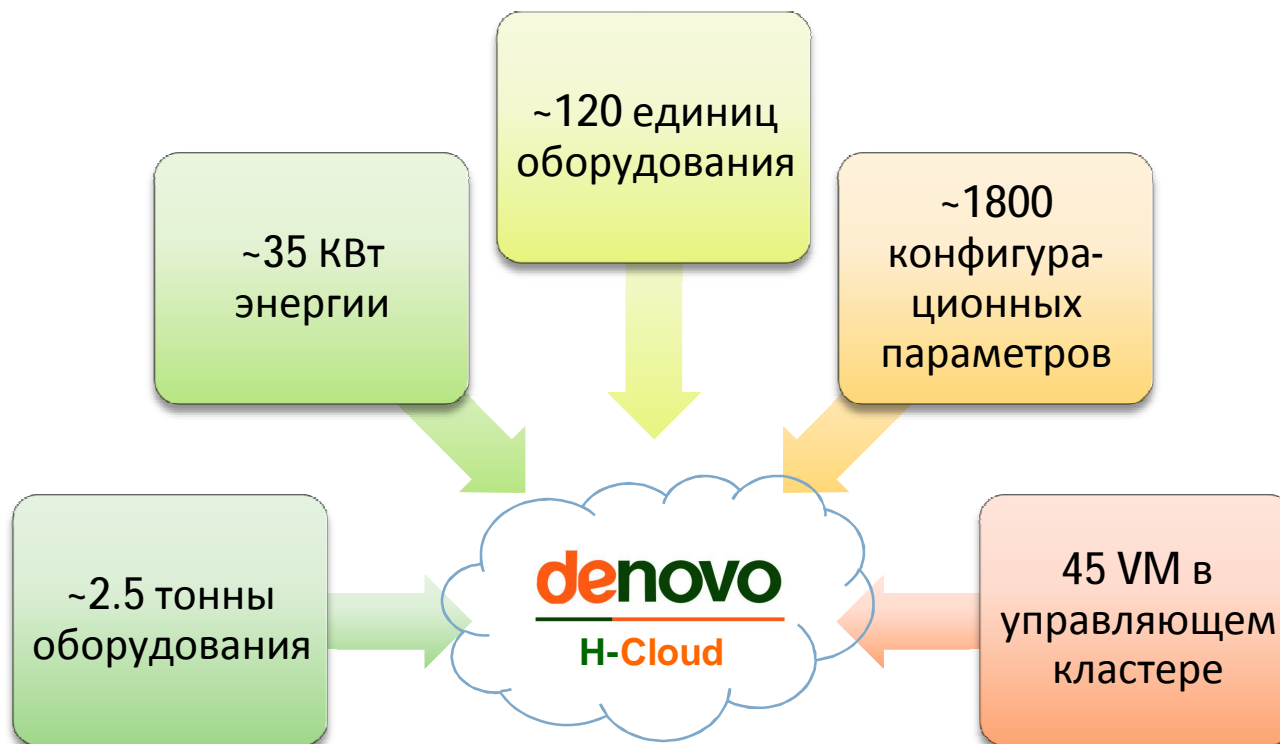 ~120 единиц
оборудования
~35 КВт
энергии
~1800
конфигура-
ционных
параметров
~2.5 тонны
оборудования
denovo
H-Cloud
45 VM в
управляющем
кластере